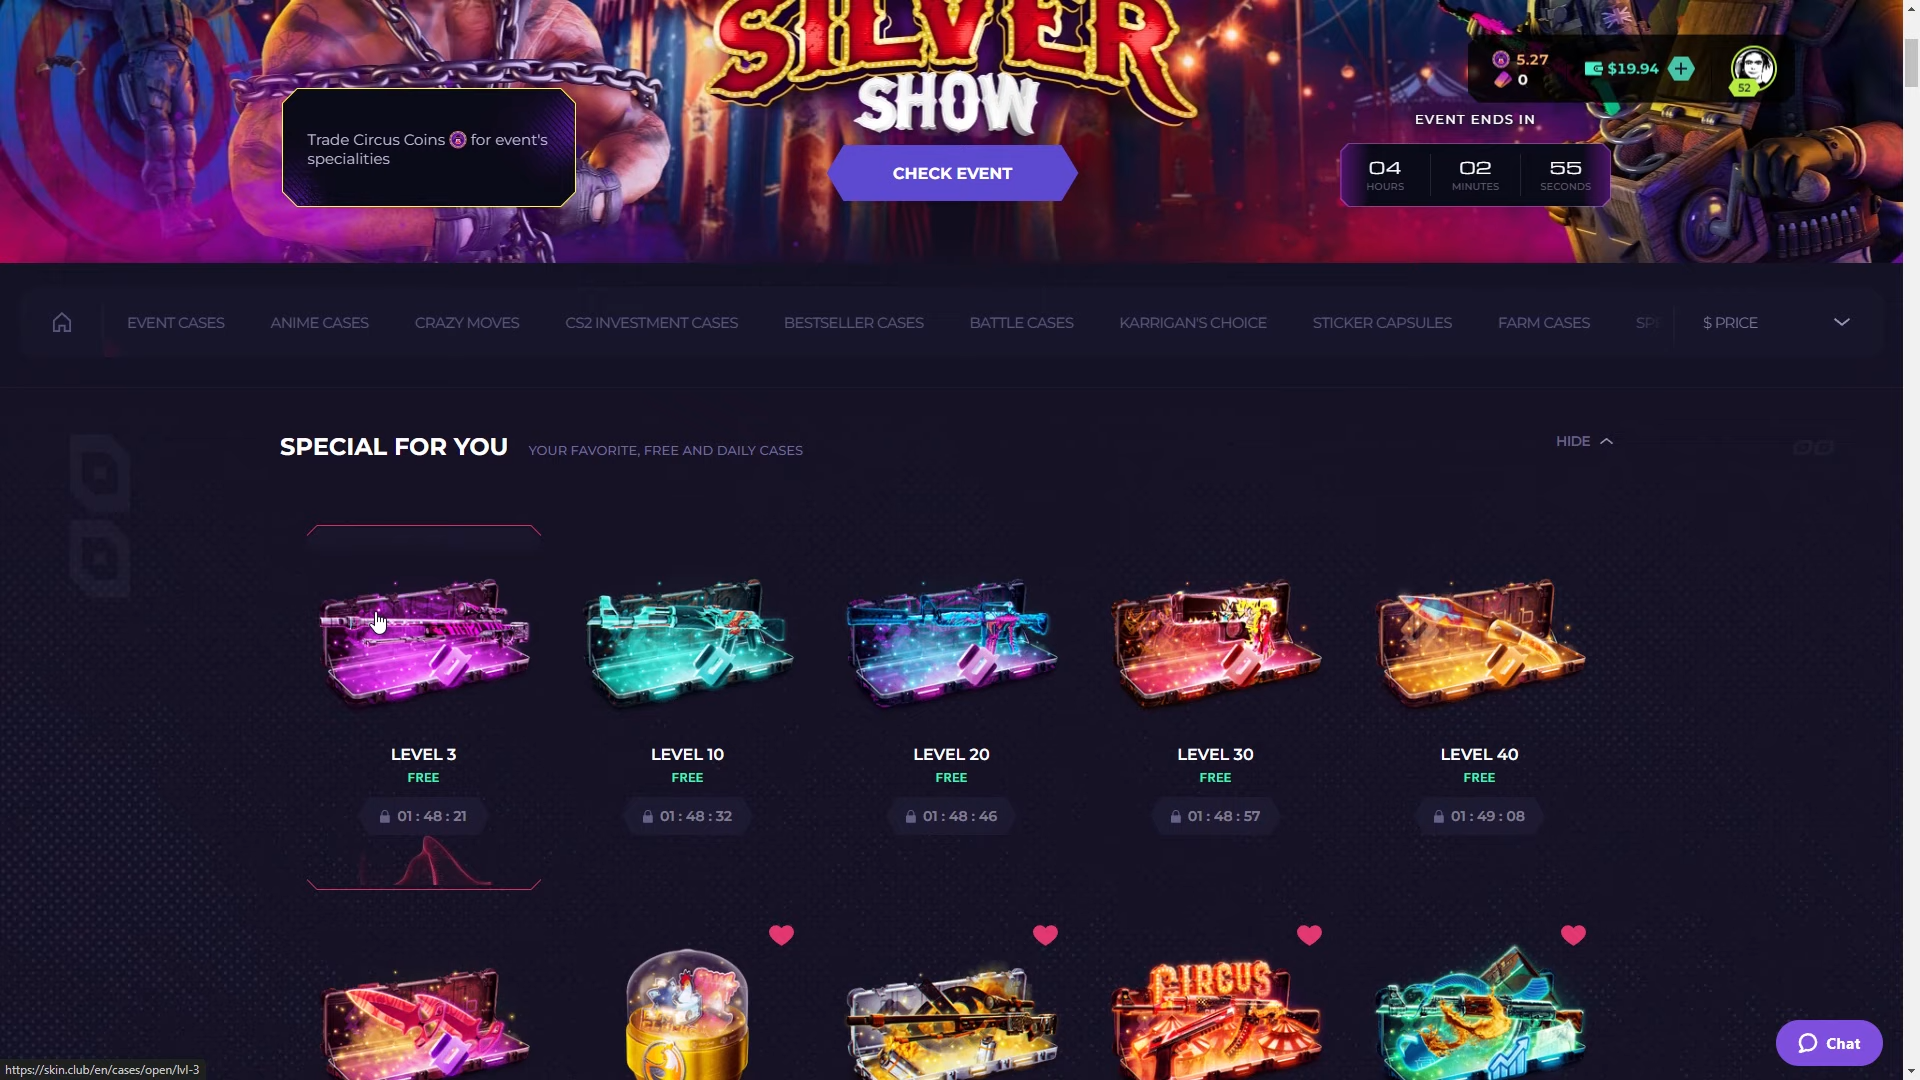 SILVER
SHOW
5.27
0
$19.94
52
Trade Circus Coins for event's
specialities
CHECK EVENT
EVENT ENDS IN
04 02 55
HOURS MINUTES SECONDS
EVENT CASES ANIME CASES CRAZY MOVES CS2 INVESTMENT CASES BESTSELLER CASES BATTLE CASES KARRIGAN'S CHOICE STICKER CAPSULES FARM CASES $ PRICE
SPECIAL FOR YOU YOUR FAVORITE, FREE AND DAILY CASES HIDE
LEVEL 3 LEVEL 10 LEVEL 20 LEVEL 30 LEVEL 40
FREE FREE FREE FREE FREE
01 : 48 : 21 01 : 48 : 32 01 : 48 : 46 01 : 48 : 57 01 : 49 : 08
CIRCUS
Chat
https://skin.club/en/cases/open/lvl-3